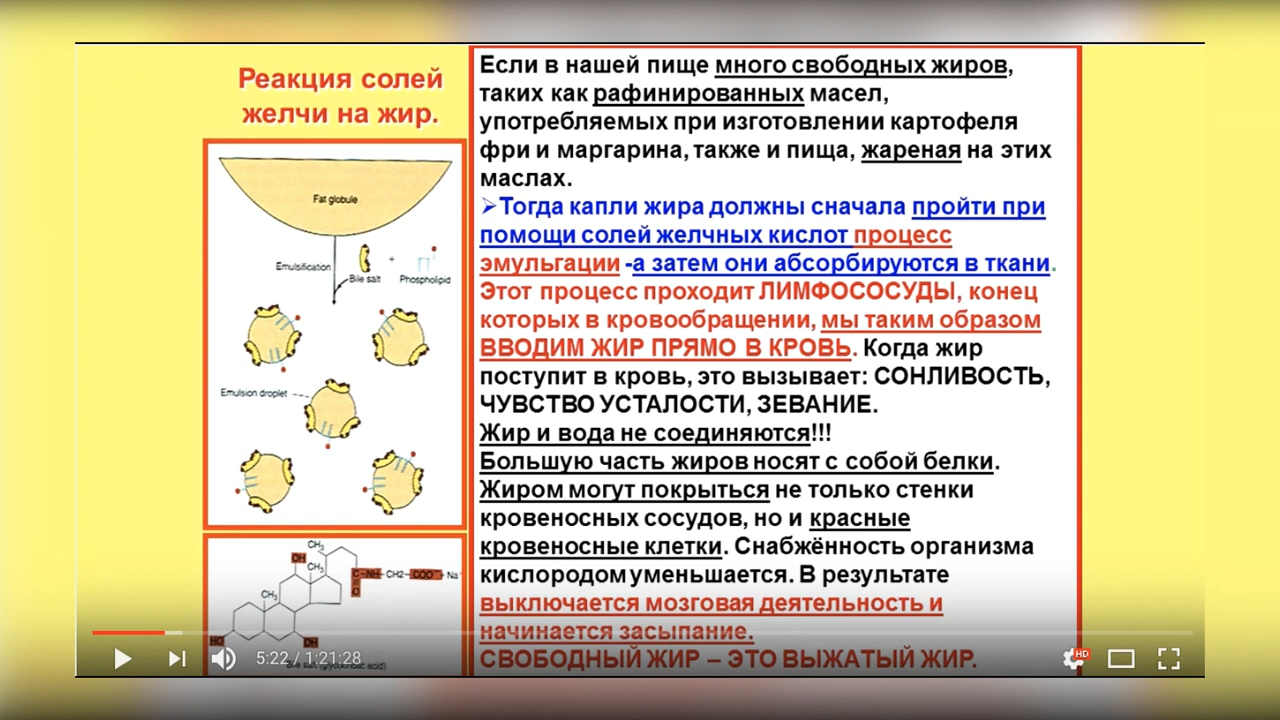 Реакция солей
желчи на жир.
Fat globule
Emulsification
+
Bile salt
Phospholipid
Emulsion droplet
CH3
OH
CH3
CH3
C
NH
CH2
COO
Na
O
HO
OH
Bile salt (glycocholic acid)
Если в нашей пище много свободных жиров,
таких как рафинированных масел,
употребляемых при изготовлении картофеля
фри и маргарина, также и пища, жареная на этих
маслах.
➢Тогда капли жира должны сначала пройти при
помощи солей желчных кислот процесс
эмульгации -а затем они абсорбируются в ткани.
Этот процесс проходит ЛИМФОСОСУДЫ, конец
которых в кровообращении, мы таким образом
ВВОДИМ ЖИР ПРЯМО В КРОВЬ. Когда жир
поступит в кровь, это вызывает: СОНЛИВОСТЬ,
ЧУВСТВО УСТАЛОСТИ, ЗЕВАНИЕ.
Жир и вода не соединяются!!!
Большую часть жиров носят с собой белки.
Жиром могут покрыться не только стенки
кровеносных сосудов, но и красные
кровеносные клетки. Снабжённость организма
кислородом уменьшается. В результате
выключается мозговая деятельность и
начинается засыпание.
СВОБОДНЫЙ ЖИР – ЭТО ВЫЖАТЫЙ ЖИР.
5:22 / 1:21:28
HD